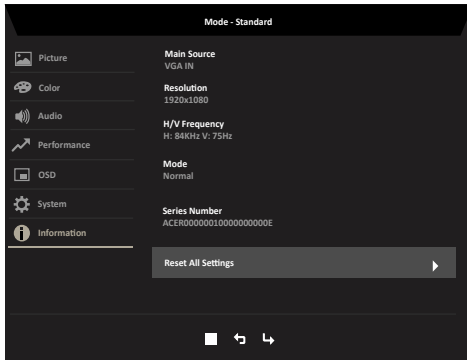 Mode - Standard
Picture
Color
Audio
Performance
OSD
System
Information
Main Source
VGA IN
Resolution
1920x1080
H/V Frequency
H: 84KHz V: 75Hz
Mode
Normal
Series Number
ACER00000010000000000E
Reset All Settings